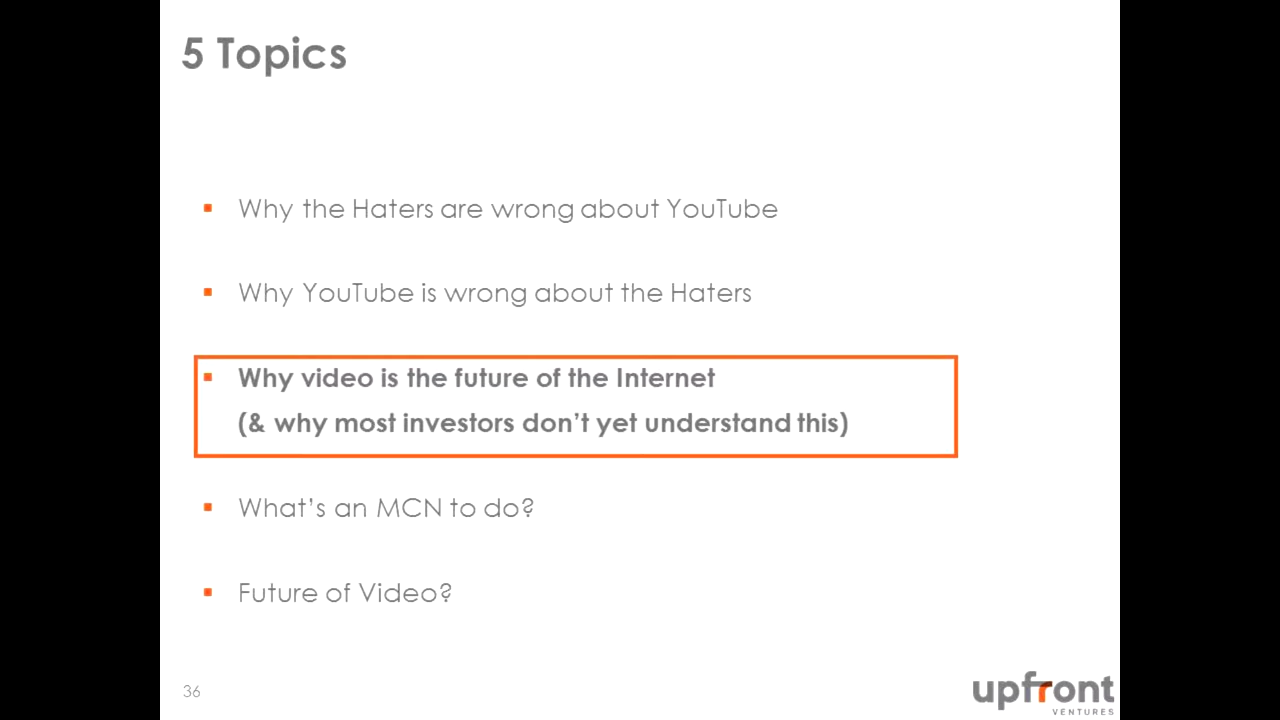 5 Topics
Why the Haters are wrong about YouTube
Why YouTube is wrong about the Haters
Why video is the future of the Internet
(& why most investors don't yet understand this)
What's an MCN to do?
Future of Video?
36
upfront
VENTURES